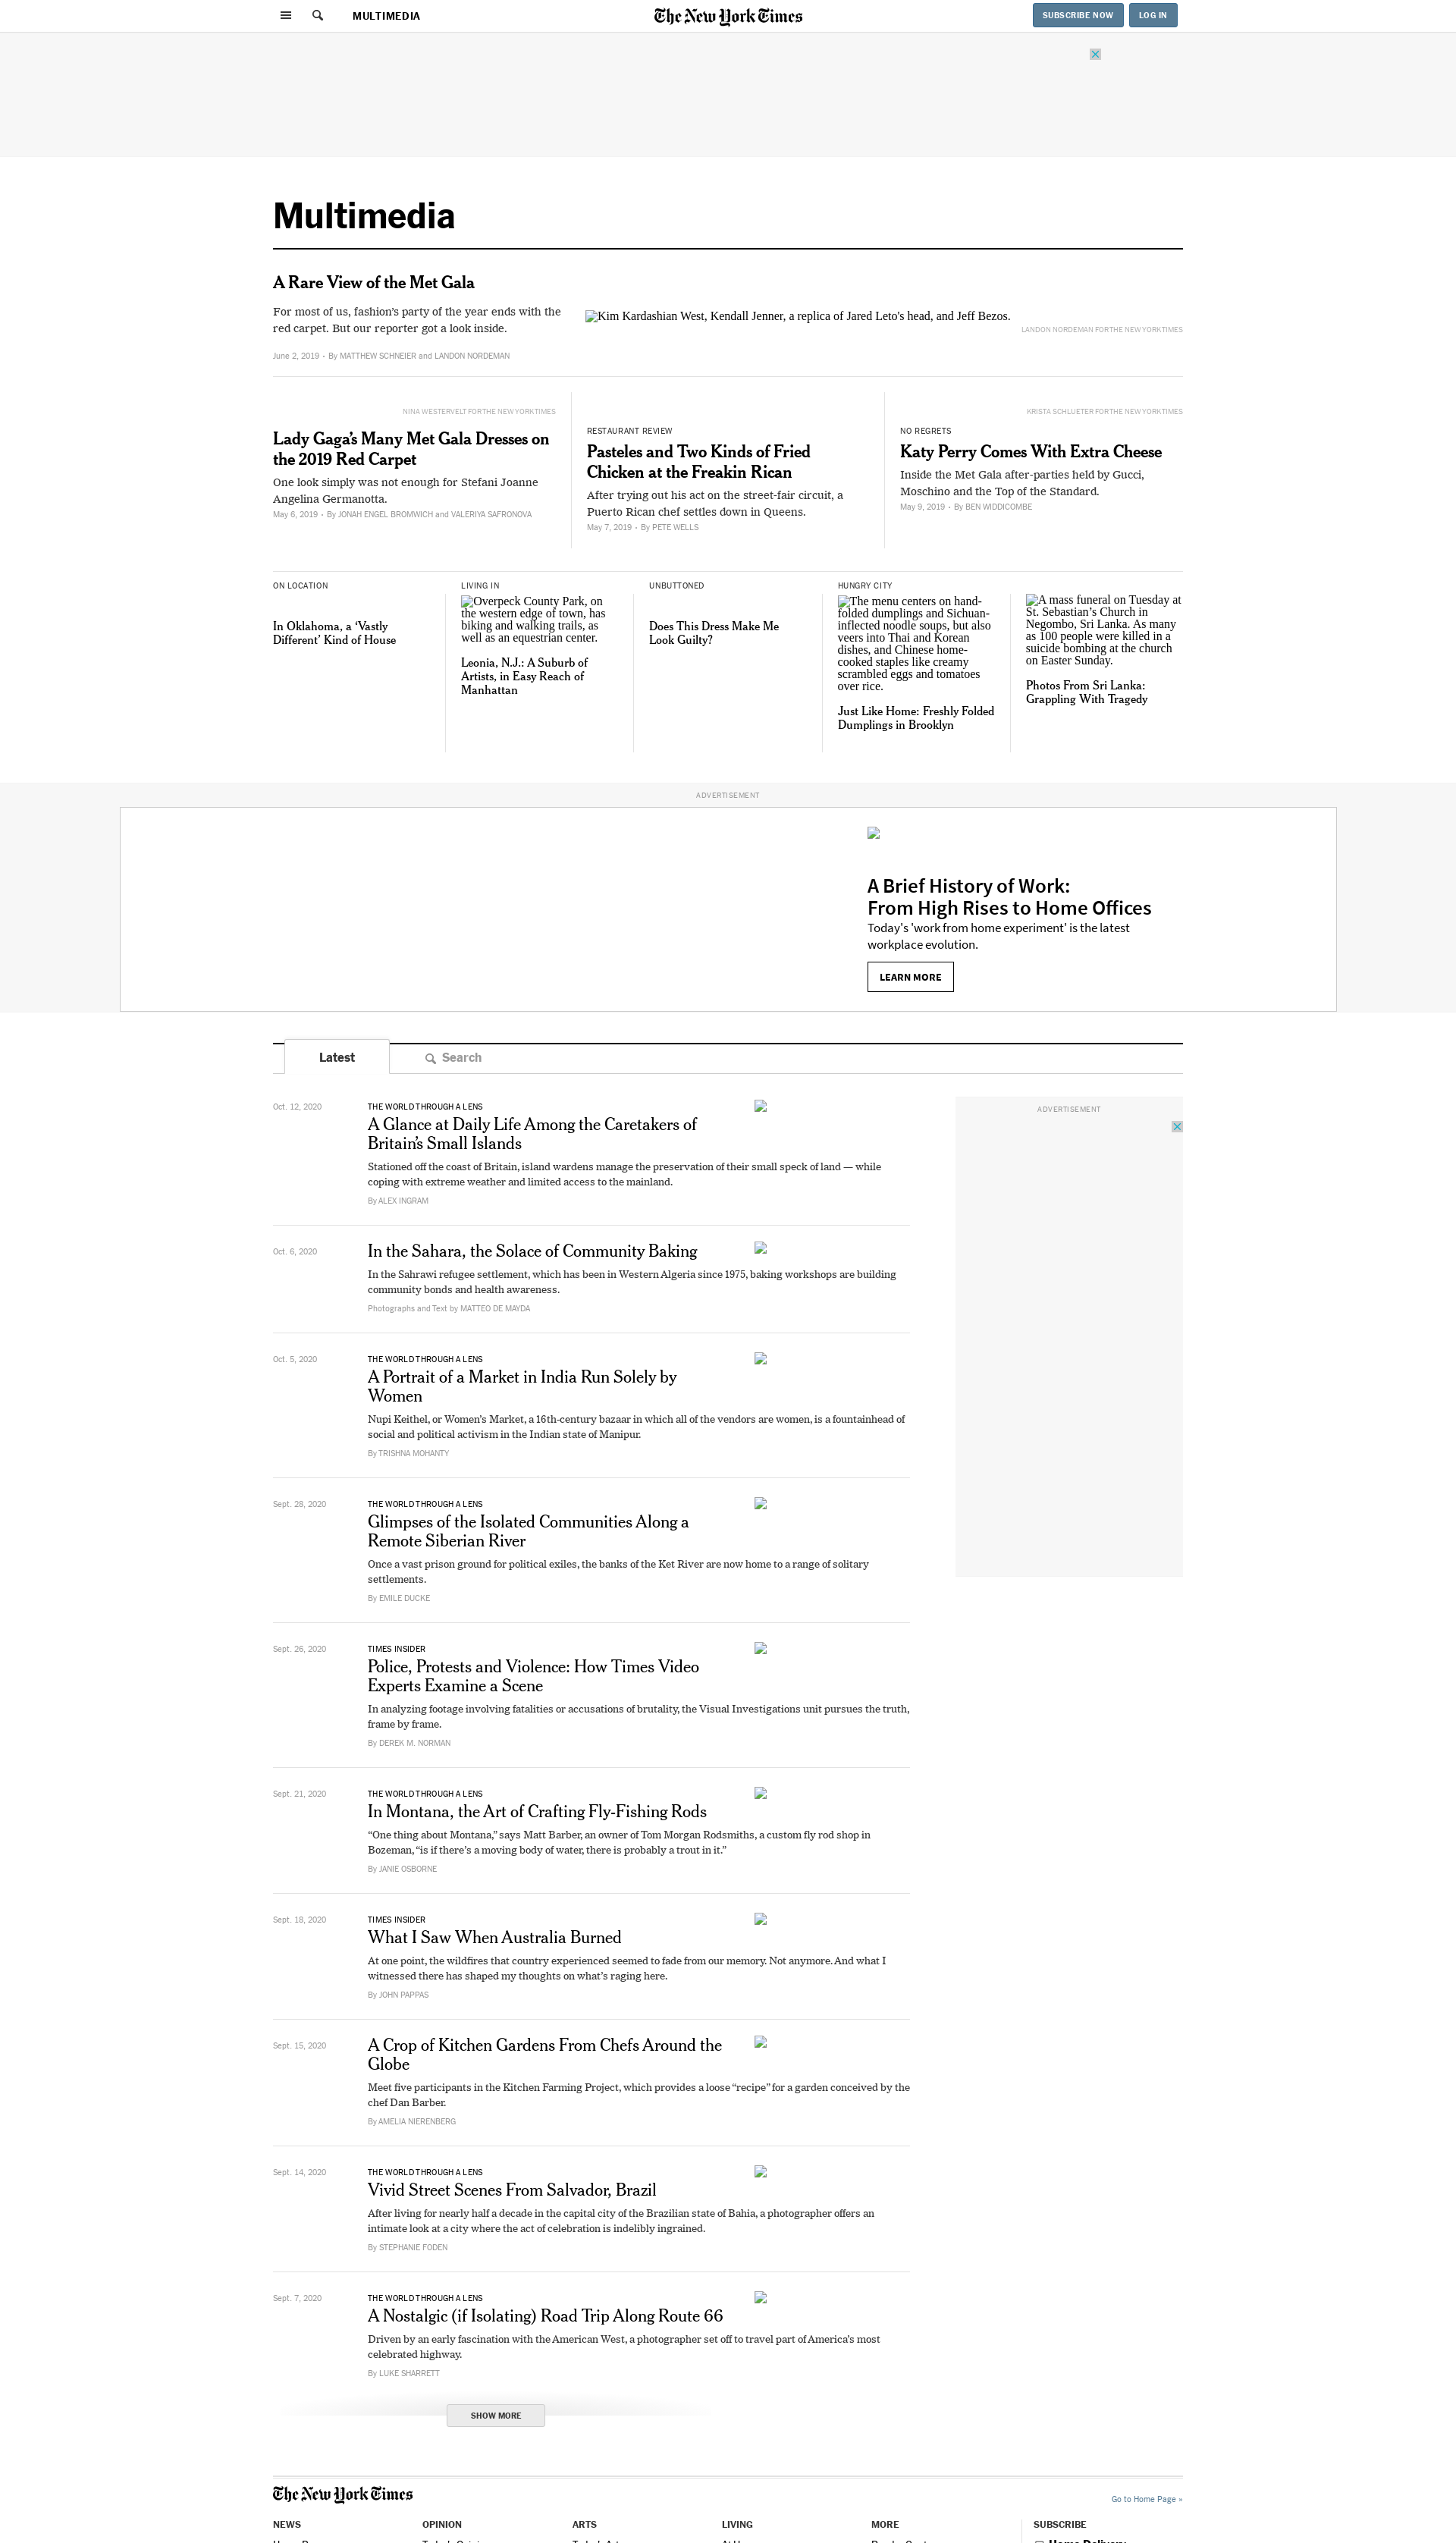 MULTIMEDIA
The New York Times
SUBSCRIBE NOW
LOG IN
Multimedia
A Rare View of the Met Gala
For most of us, fashion’s party of the year ends with the
red carpet. But our reporter got a look inside.
June 2, 2019 • By MATTHEW SCHNEIER and LANDON NORDEMAN
Kim Kardashian West, Kendall Jenner, a replica of Jared Leto's head, and Jeff Bezos.
LANDON NORDEMAN FOR THE NEW YORK TIMES
NINA WESTERVELT FOR THE NEW YORK TIMES
Lady Gaga’s Many Met Gala Dresses on
the 2019 Red Carpet
One look simply was not enough for Stefani Joanne
Angelina Germanotta.
May 6, 2019 • By JONAH ENGEL BROMWICH and VALERIYA SAFRONOVA
RESTAURANT REVIEW
Pasteles and Two Kinds of Fried
Chicken at the Freakin Rican
After trying out his act on the street-fair circuit, a
Puerto Rican chef settles down in Queens.
May 7, 2019 • By PETE WELLS
KRISTA SCHLUETER FOR THE NEW YORK TIMES
NO REGRETS
Katy Perry Comes With Extra Cheese
Inside the Met Gala after-parties held by Gucci,
Moschino and the Top of the Standard.
May 9, 2019 • By BEN WIDDICOMBE
ON LOCATION
In Oklahoma, a ‘Vastly
Different’ Kind of House
LIVING IN
Overpeck County Park, on
the western edge of town, has
biking and walking trails, as
well as an equestrian center.
Leonia, N.J.: A Suburb of
Artists, in Easy Reach of
Manhattan
UNBUTTONED
Does This Dress Make Me
Look Guilty?
HUNGRY CITY
The menu centers on hand-
folded dumplings and Sichuan-
inflected noodle soups, but also
veers into Thai and Korean
dishes, and Chinese home-
cooked staples like creamy
scrambled eggs and tomatoes
over rice.
Just Like Home: Freshly Folded
Dumplings in Brooklyn
A mass funeral on Tuesday at
St. Sebastian’s Church in
Negombo, Sri Lanka. As many
as 100 people were killed in a
suicide bombing at the church
on Easter Sunday.
Photos From Sri Lanka:
Grappling With Tragedy
ADVERTISEMENT
A Brief History of Work:
From High Rises to Home Offices
Today's 'work from home experiment' is the latest
workplace evolution.
LEARN MORE
Latest
Search
ADVERTISEMENT
Oct. 12, 2020
THE WORLD THROUGH A LENS
A Glance at Daily Life Among the Caretakers of
Britain’s Small Islands
Stationed off the coast of Britain, island wardens manage the preservation of their small speck of land — while
coping with extreme weather and limited access to the mainland.
By ALEX INGRAM
Oct. 6, 2020
In the Sahara, the Solace of Community Baking
In the Sahrawi refugee settlement, which has been in Western Algeria since 1975, baking workshops are building
community bonds and health awareness.
Photographs and Text by MATTEO DE MAYDA
Oct. 5, 2020
THE WORLD THROUGH A LENS
A Portrait of a Market in India Run Solely by
Women
Nupi Keithel, or Women’s Market, a 16th-century bazaar in which all of the vendors are women, is a fountainhead of
social and political activism in the Indian state of Manipur.
By TRISHNA MOHANTY
Sept. 28, 2020
THE WORLD THROUGH A LENS
Glimpses of the Isolated Communities Along a
Remote Siberian River
Once a vast prison ground for political exiles, the banks of the Ket River are now home to a range of solitary
settlements.
By EMILE DUCKE
Sept. 26, 2020
TIMES INSIDER
Police, Protests and Violence: How Times Video
Experts Examine a Scene
In analyzing footage involving fatalities or accusations of brutality, the Visual Investigations unit pursues the truth,
frame by frame.
By DEREK M. NORMAN
Sept. 21, 2020
THE WORLD THROUGH A LENS
In Montana, the Art of Crafting Fly-Fishing Rods
“One thing about Montana,” says Matt Barber, an owner of Tom Morgan Rodsmiths, a custom fly rod shop in
Bozeman, “is if there’s a moving body of water, there is probably a trout in it.”
By JANIE OSBORNE
Sept. 18, 2020
TIMES INSIDER
What I Saw When Australia Burned
At one point, the wildfires that country experienced seemed to fade from our memory. Not anymore. And what I
witnessed there has shaped my thoughts on what’s raging here.
By JOHN PAPPAS
Sept. 15, 2020
A Crop of Kitchen Gardens From Chefs Around the
Globe
Meet five participants in the Kitchen Farming Project, which provides a loose “recipe” for a garden conceived by the
chef Dan Barber.
By AMELIA NIERENBERG
Sept. 14, 2020
THE WORLD THROUGH A LENS
Vivid Street Scenes From Salvador, Brazil
After living for nearly half a decade in the capital city of the Brazilian state of Bahia, a photographer offers an
intimate look at a city where the act of celebration is indelibly ingrained.
By STEPHANIE FODEN
Sept. 7, 2020
THE WORLD THROUGH A LENS
A Nostalgic (if Isolating) Road Trip Along Route 66
Driven by an early fascination with the American West, a photographer set off to travel part of America’s most
celebrated highway.
By LUKE SHARRETT
SHOW MORE
The New York Times
Go to Home Page »
NEWS
OPINION
ARTS
LIVING
MORE
SUBSCRIBE